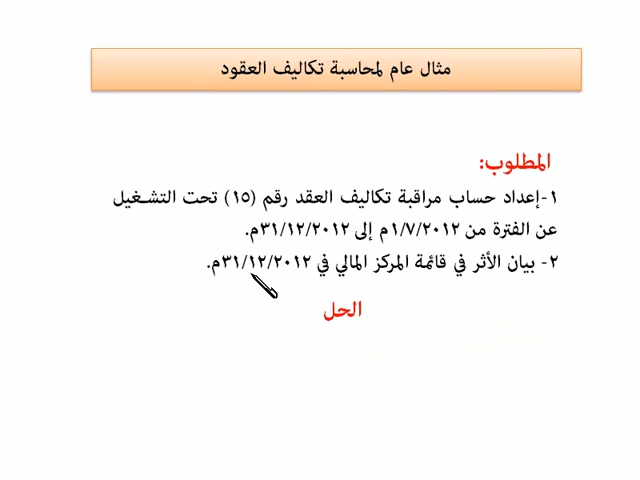 مثال عام لمحاسبة تكاليف العقود
المطلوب:
١-إعداد حساب مراقبة تكاليف العقد رقم (١٥) تحت التشغيل
عن الفترة من ١/٧/٢٠١٢م إلى ٣١/١٢/٢٠١٢م.
٢- بيان الأثر في قائمة المركز المالي في ٣١/١٢/٢٠١٢م.
الحل